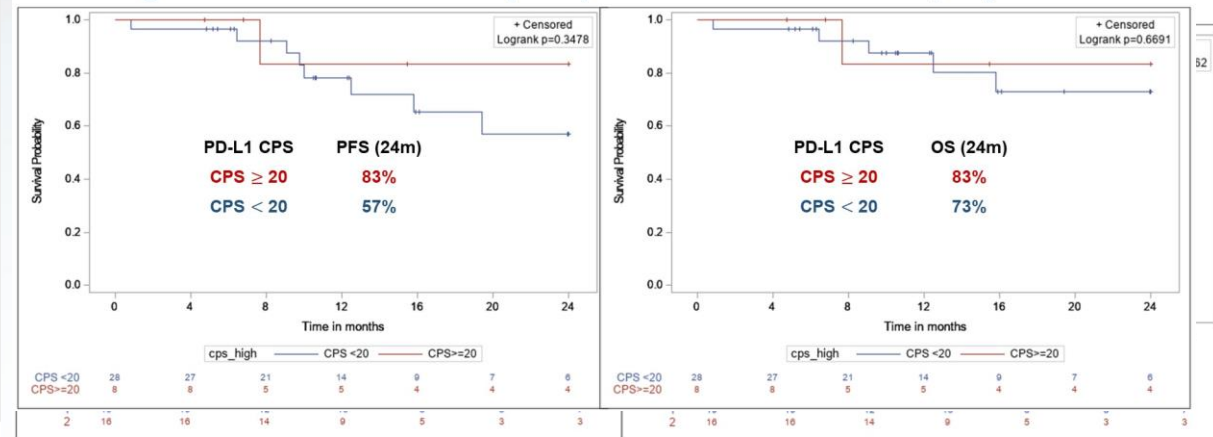 1.0
+ Censored
Logrank p=0.3478
0.8
0.6
0.4
0.2
0.0
Survival Probability
PD-L1 CPS PFS (24m)
CPS ≥ 20 83%
CPS < 20 57%
0 4 8 12 16 20 24
Time in months
cps_high CPS <20 CPS>=20
CPS <20 28 27 21 14 9 7 6
CPS>=20 8 8 5 5 4 4 4
2 16 16 14 9 5 3 3
1.0
+ Censored
Logrank p=0.6691
0.8
0.6
0.4
0.2
0.0
Survival Probability
PD-L1 CPS OS (24m)
CPS ≥ 20 83%
CPS < 20 73%
0 4 8 12 16 20 24
Time in months
cps_high CPS <20 CPS>=20
CPS <20 28 27 21 14 9 7 6
CPS>=20 8 8 5 5 4 4 4
2 16 16 14 9 5 3 3
62